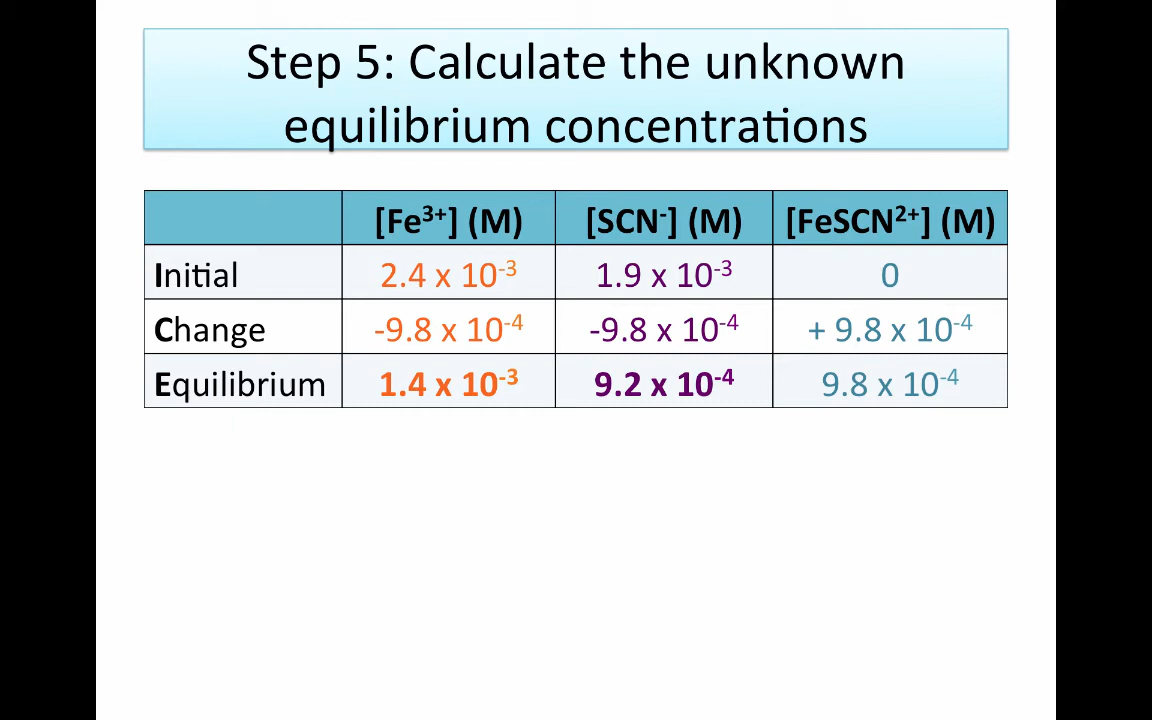 Step 5: Calculate the unknown
equilibrium concentrations
[Fe³⁺] (M) [SCN⁻] (M) [FeSCN²⁺] (M)
Initial 2.4 x 10⁻³ 1.9 x 10⁻³ 0
Change -9.8 x 10⁻⁴ -9.8 x 10⁻⁴ + 9.8 x 10⁻⁴
Equilibrium 1.4 x 10⁻³ 9.2 x 10⁻⁴ 9.8 x 10⁻⁴